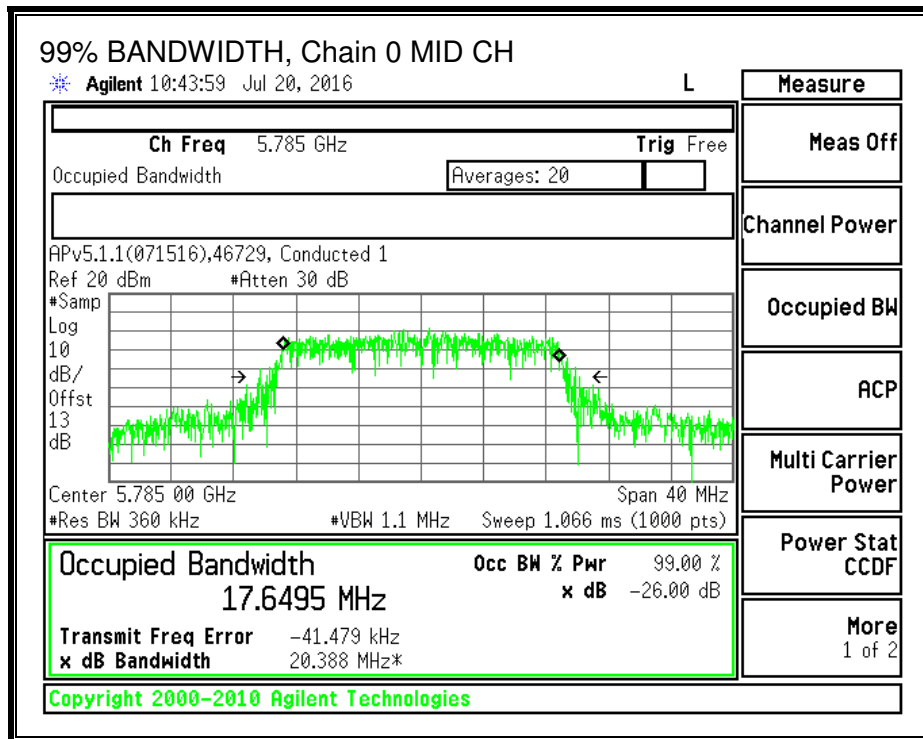 99% BANDWIDTH, Chain 0 MID CH
Agilent 10:43:59 Jul 20, 2016 L
Measure
Ch Freq 5.785 GHz Trig Free
Meas Off
Occupied Bandwidth Averages: 20
Channel Power
APv5.1.1(071516),46729, Conducted 1
Ref 20 dBm #Atten 30 dB
#Samp
Log
10
dB/
Offst
13
dB
Occupied BW
ACP
Center 5.785 00 GHz Span 40 MHz
#Res BW 360 kHz #VBW 1.1 MHz Sweep 1.066 ms (1000 pts)
Multi Carrier
Power
Occupied Bandwidth Occ BW % Pwr 99.00 %
17.6495 MHz x dB -26.00 dB
Transmit Freq Error -41.479 kHz
x dB Bandwidth 20.388 MHz*
Power Stat
CCDF
More
1 of 2
Copyright 2000-2010 Agilent Technologies